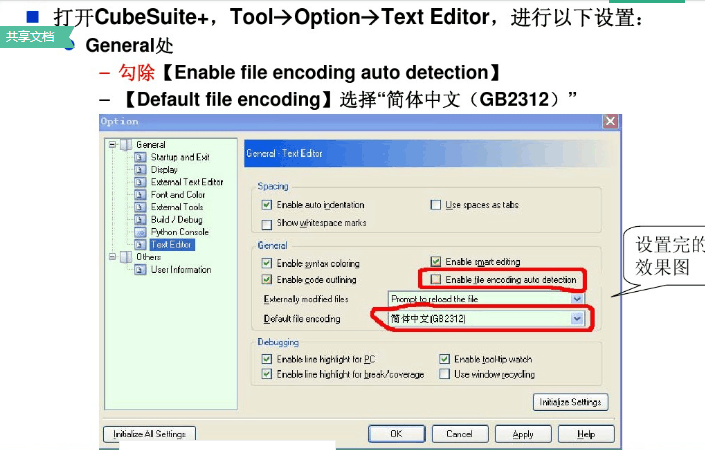 打开CubeSuite+，Tool→Option→Text Editor，进行以下设置：
共享文档
General处
– 勾除【Enable file encoding auto detection】
– 【Default file encoding】选择“简体中文（GB2312）”
Option
General
Startup and Exit
Display
External Text Editor
Font and Color
External Tools
Build / Debug
Python Console
Text Editor
Others
User Information
General - Text Editor
Spacing
Enable auto indentation
Use spaces as tabs
Show whitespace marks
General
Enable syntax coloring
Enable smart editing
Enable code outlining
Enable file encoding auto detection
Externally modified files
Prompt to reload the file
Default file encoding
简体中文(GB2312)
Debugging
Enable line highlight for PC
Enable tool-tip watch
Enable line highlight for break/coverage
Use window recycling
Initialize Settings
Initialize All Settings
OK
Cancel
Apply
Help
设置完的
效果图